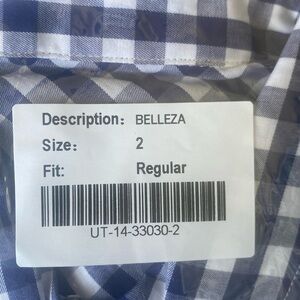 Description: BELLEZA
Size: 2
Fit: Regular
UT-14-33030-2